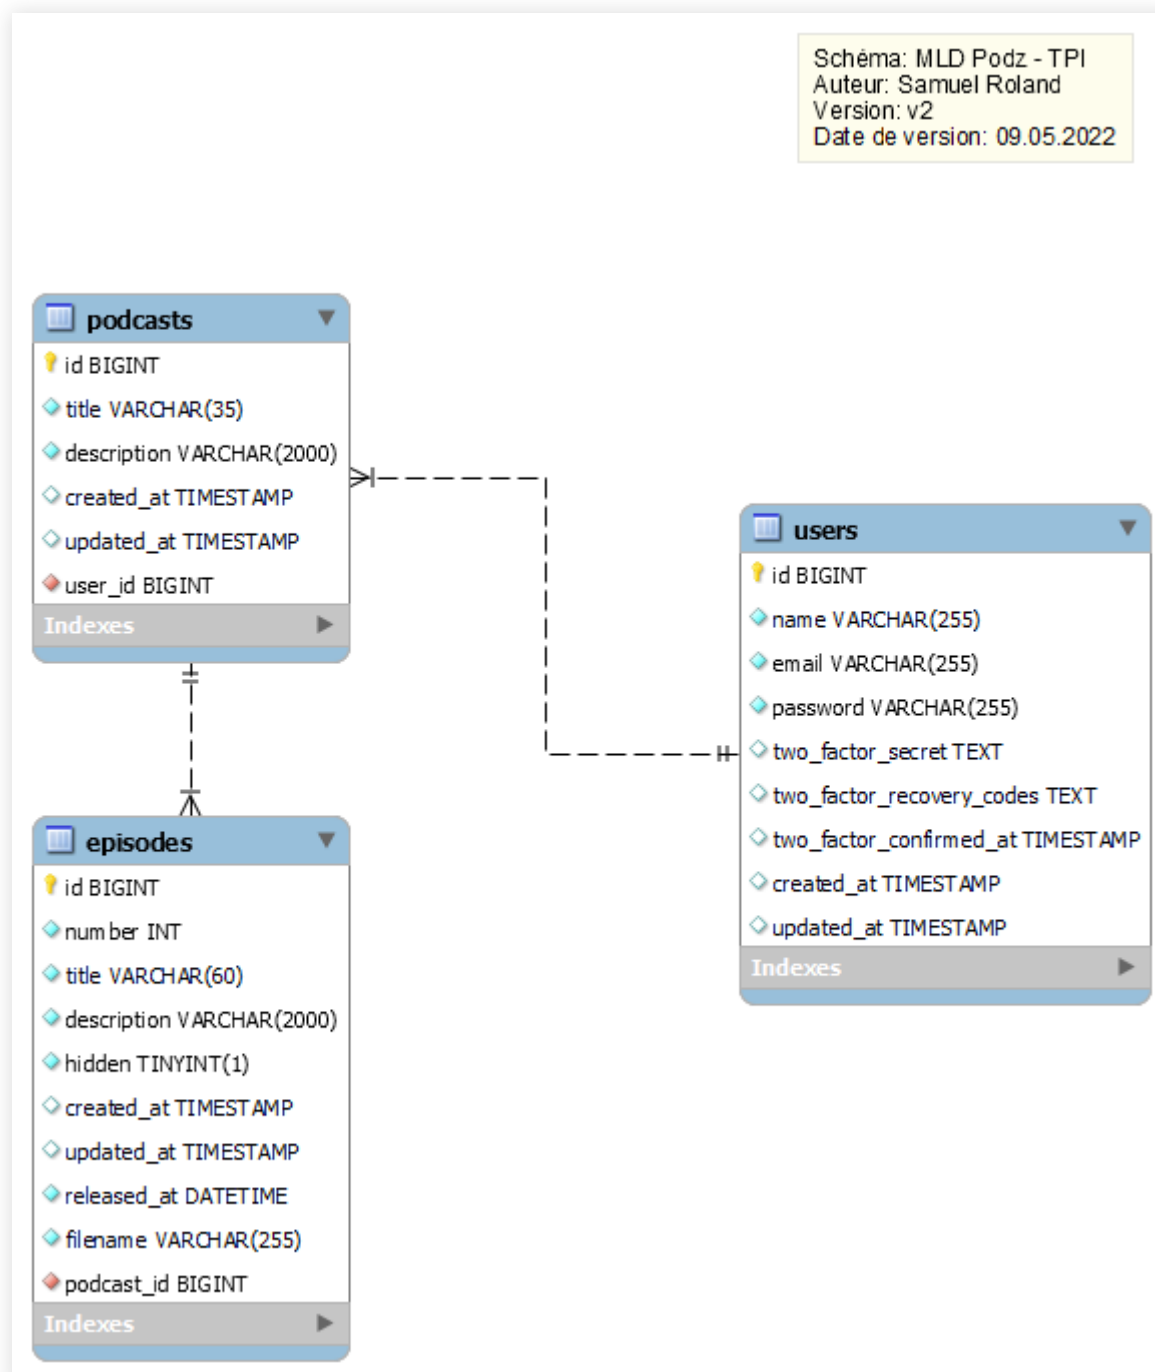 Schéma: MLD Podz - TPI
Auteur: Samuel Roland
Version: v2
Date de version: 09.05.2022
podcasts
id BIGINT
title VARCHAR(35)
description VARCHAR(2000)
created_at TIMESTAMP
updated_at TIMESTAMP
user_id BIGINT
Indexes
users
id BIGINT
name VARCHAR(255)
email VARCHAR(255)
password VARCHAR(255)
two_factor_secret TEXT
two_factor_recovery_codes TEXT
two_factor_confirmed_at TIMESTAMP
created_at TIMESTAMP
updated_at TIMESTAMP
Indexes
episodes
id BIGINT
number INT
title VARCHAR(60)
description VARCHAR(2000)
hidden TINYINT(1)
created_at TIMESTAMP
updated_at TIMESTAMP
released_at DATETIME
filename VARCHAR(255)
podcast_id BIGINT
Indexes